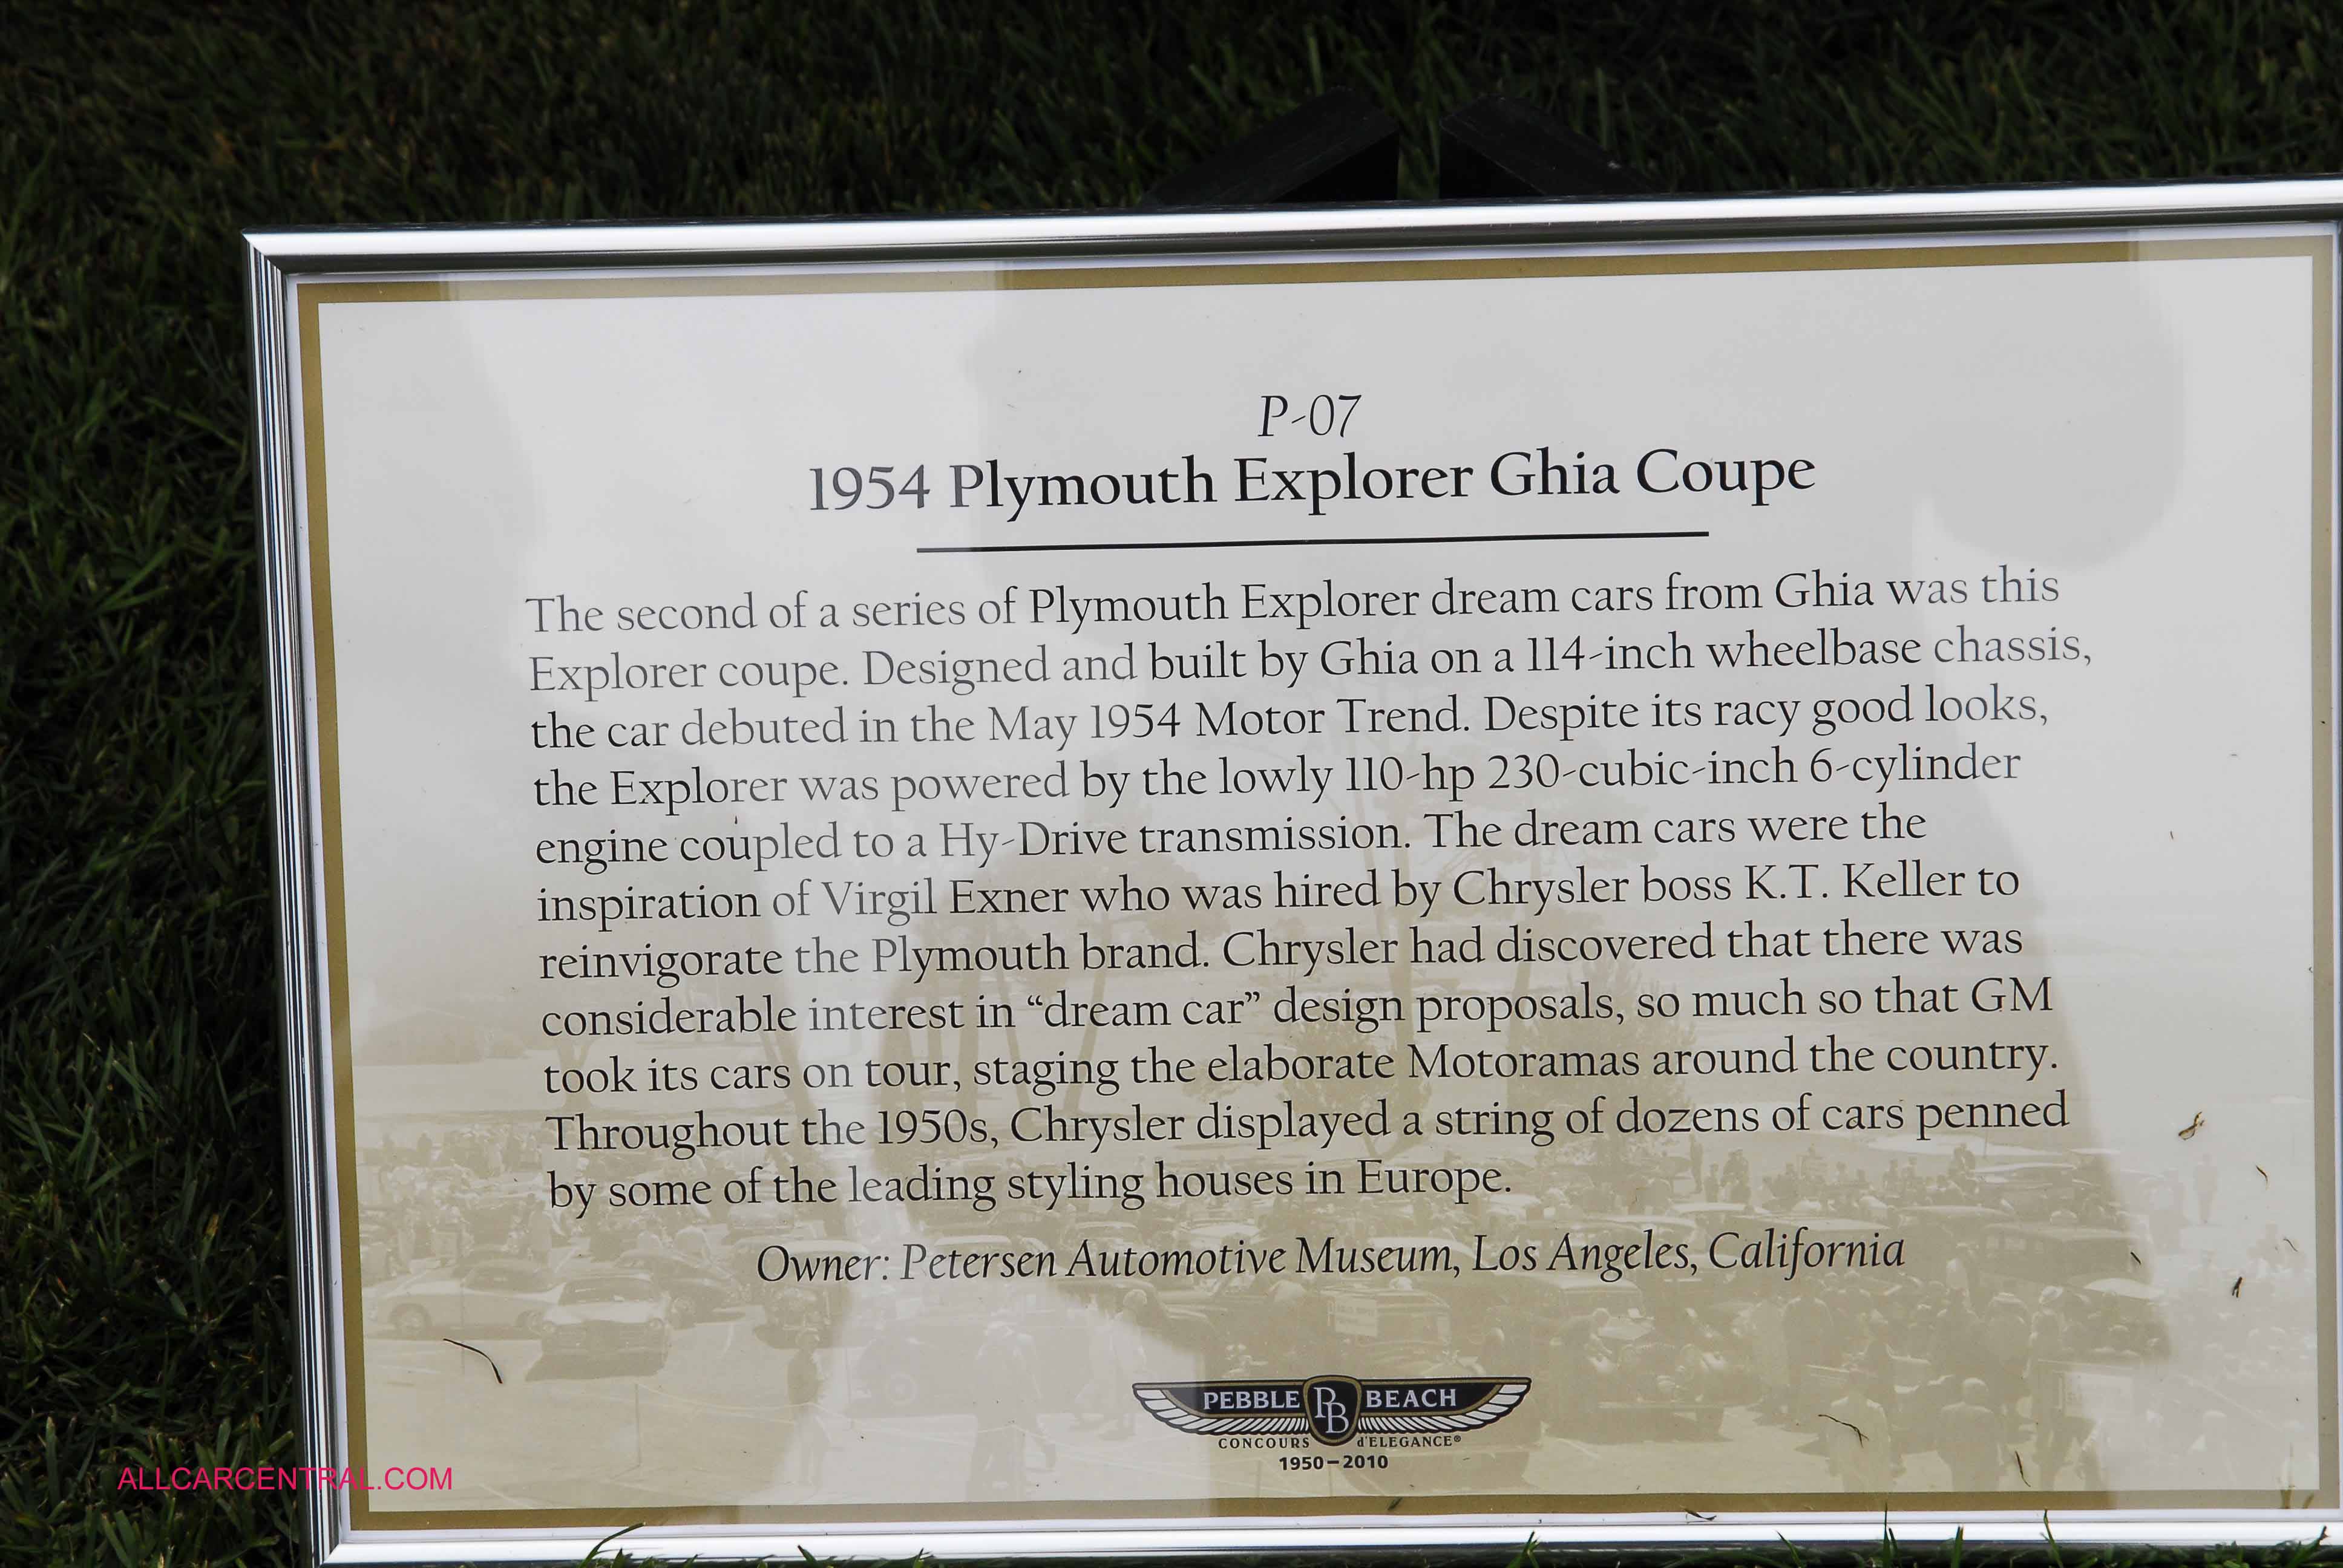 P-07
1954 Plymouth Explorer Ghia Coupe
The second of a series of Plymouth Explorer dream cars from Ghia was this
Explorer coupe. Designed and built by Ghia on a 114-inch wheelbase chassis,
the car debuted in the May 1954 Motor Trend. Despite its racy good looks,
the Explorer was powered by the lowly 110-hp 230-cubic-inch 6-cylinder
engine coupled to a Hy-Drive transmission. The dream cars were the
inspiration of Virgil Exner who was hired by Chrysler boss K.T. Keller to
reinvigorate the Plymouth brand. Chrysler had discovered that there was
considerable interest in “dream car” design proposals, so much so that GM
took its cars on tour, staging the elaborate Motoramas around the country.
Throughout the 1950s, Chrysler displayed a string of dozens of cars penned
by some of the leading styling houses in Europe.
Owner: Petersen Automotive Museum, Los Angeles, California
PEBBLE PB BEACH
CONCOURS d'ELEGANCE®
1950–2010
ALLCARCENTRAL.COM